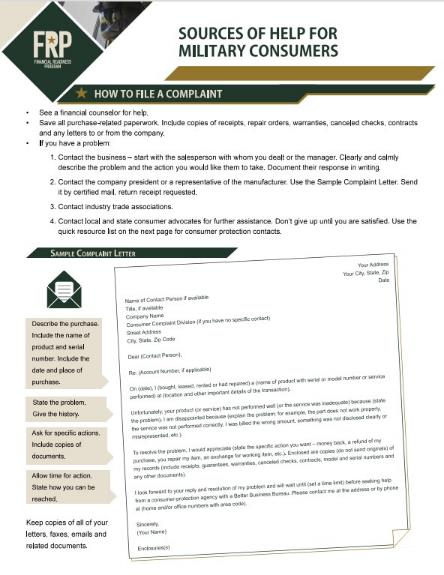 FRP
FINANCIAL READINESS
PROGRAM
SOURCES OF HELP FOR
MILITARY CONSUMERS
HOW TO FILE A COMPLAINT
• See a financial counselor for help.
• Save all purchase-related paperwork. Include copies of receipts, repair orders, warranties, canceled checks, contracts
and any letters to or from the company.
• If you have a problem:
1. Contact the business – start with the salesperson with whom you dealt or the manager. Clearly and calmly
describe the problem and the action you would like them to take. Document their response in writing.
2. Contact the company president or a representative of the manufacturer. Use the Sample Complaint Letter. Send
it by certified mail, return receipt requested.
3. Contact industry trade associations.
4. Contact local and state consumer advocates for further assistance. Don't give up until you are satisfied. Use the
quick resource list on the next page for consumer protection contacts.
SAMPLE COMPLAINT LETTER
Describe the purchase.
Include the name of
product and serial
number. Include the
date and place of
purchase.
State the problem.
Give the history.
Ask for specific actions.
Include copies of
documents.
Allow time for action.
State how you can be
reached.
Keep copies of all of your
letters, faxes, emails and
related documents.
Your Address
Your City, State, Zip
Date
Name of Contact Person if available
Title, if available
Company Name
Consumer Complaint Division (if you have no specific contact)
Street Address
City, State, Zip Code
Dear (Contact Person),
Re: (Account Number, if applicable)
On (date), I (bought, leased, rented or had repaired) a (name of product with serial or model number or service
performed) at (location and other important details of the transaction).
Unfortunately, your product (or service) has not performed well (or the service was inadequate) because (state
the problem). I am disappointed because (explain the problem: for example, the part does not work properly,
the service was not performed correctly, I was billed the wrong amount, something was not disclosed clearly or
misrepresented, etc.).
To resolve the problem, I would appreciate (state the specific action you want – money back, a refund of my
purchase, you repair my item, an exchange for working item, etc.). Enclosed are copies (do not send originals) of
my records (include receipts, guarantees, warranties, canceled checks, contracts, model and serial numbers and
any other documents).
I look forward to your reply and resolution of my problem and will wait until (set a time limit) before seeking help
from a consumer-protection agency with a Better Business Bureau. Please contact me at the address or by phone
at (home and/or office numbers with area code).
Sincerely,
(Your Name)
Enclosure(s)